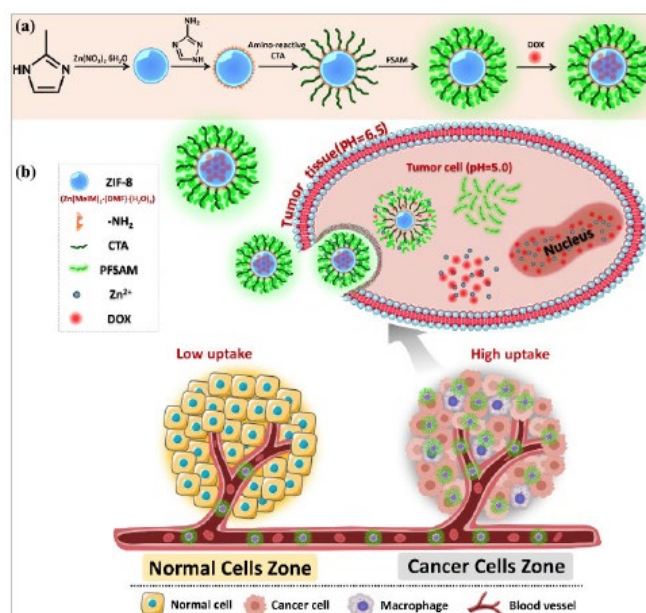 (a)
NH₂
N
HN
N
Zn(NO₃)₂ 6H₂O
N
N
NH
Amino-reactive
CTA
PFSAM
DOX
(b)
ZIF-8
-NH₂
CTA
PFSAM
Zn²⁺
DOX
Tumor tissue(PH=6.5)
Tumor cell (pH=5.0)
Nucleus
Low uptake
High uptake
Normal Cells Zone
Cancer Cells Zone
Normal cell
Cancer cell
Macrophage
Blood vessel